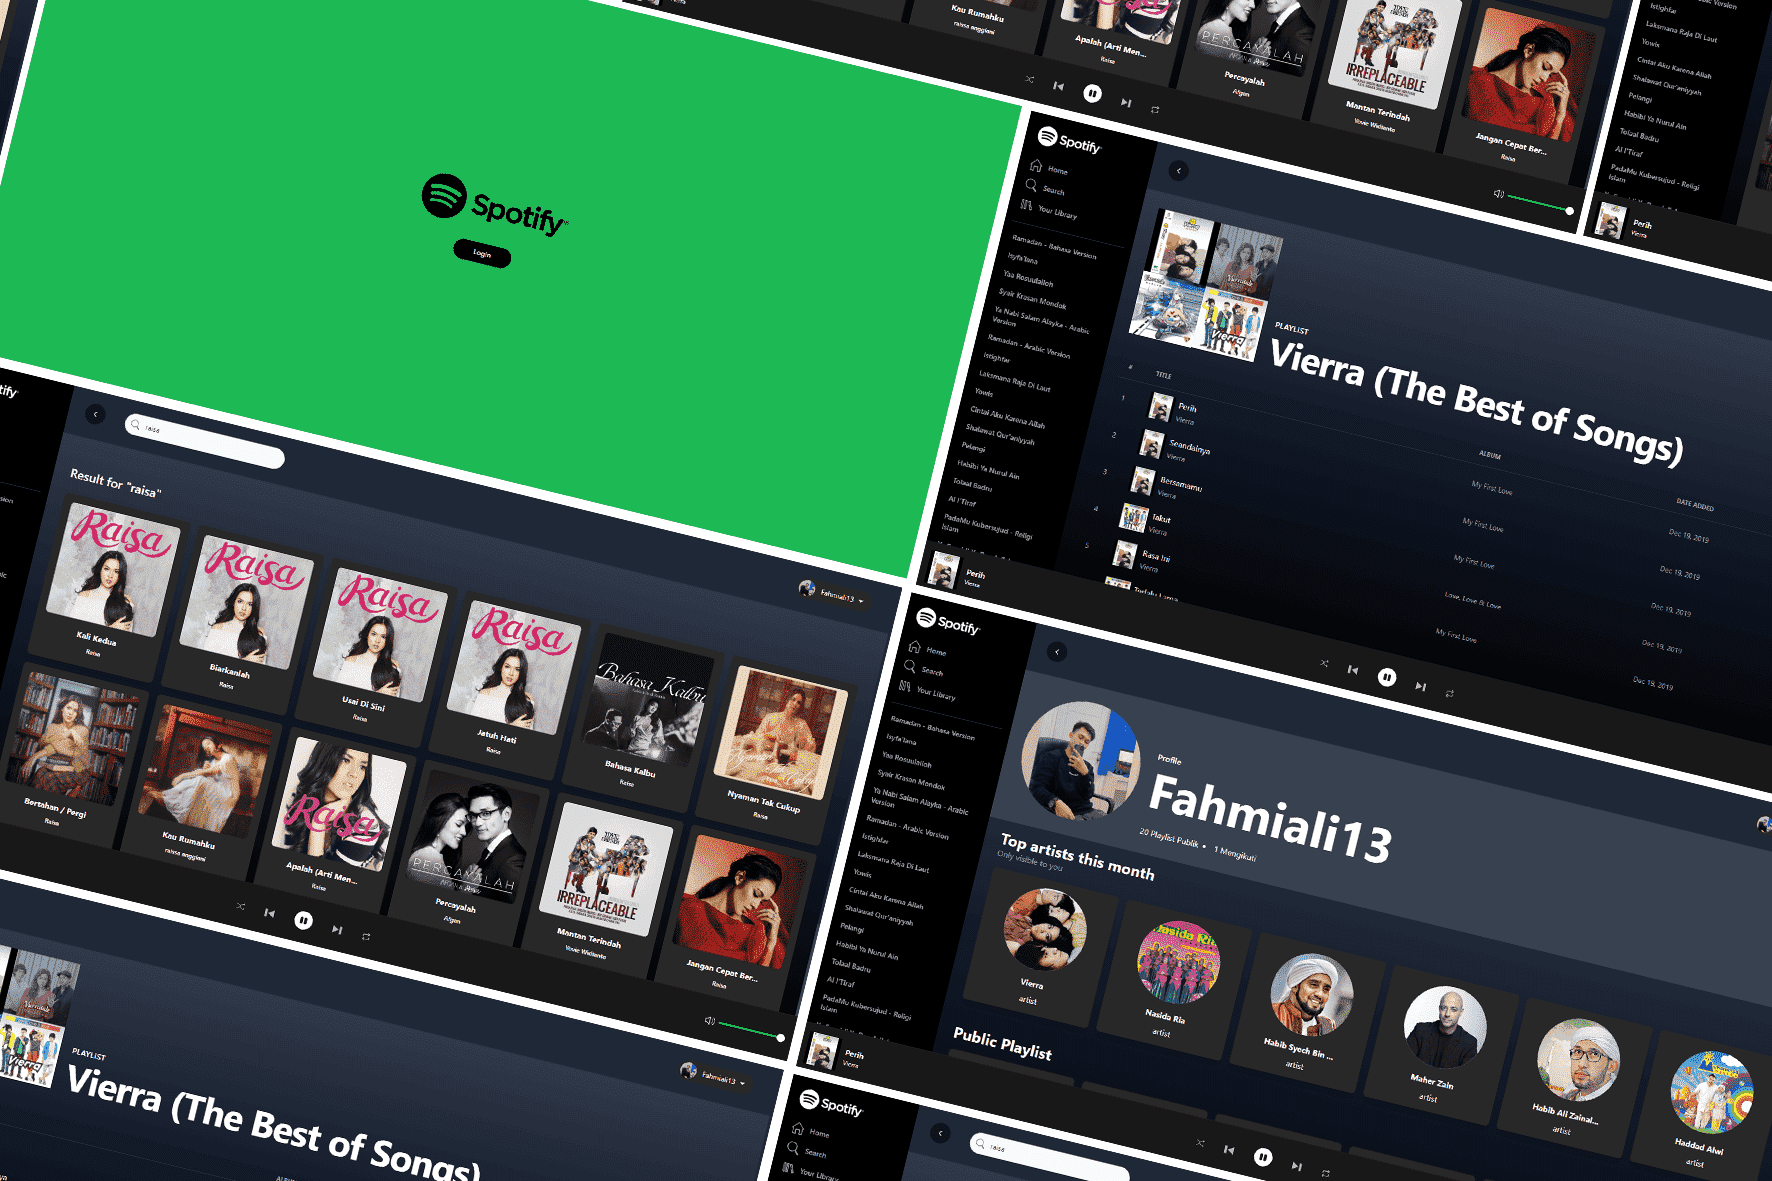 Kau Rumahku
raissa anggiani
Apalah (Arti Men...
Raisa
PERCAYALAH
Percayalah
Afgan
IRREPLACEABLE
Mantan Terindah
Yovie Widianto
Jangan Cepat Ber...
Raisa
Istighfar
Laksmana Raja Di Laut
Yowis
Cintai Aku Karena Allah
Shalawat Qur'aniyyah
Pelangi
Habibi Ya Nurul Ain
Tolaal Badru
Al I'Tiraf
PadaMu Kubersujud - Religi
Islam
Perih
Vierra
Spotify
Login
Spotify
Home
Search
Your Library
Ramadan - Bahasa Version
Isyfa'lana
Yaa Rosuulalloh
Syair Krasan Mondok
Ya Nabi Salam Alayka - Arabic
Version
Ramadan - Arabic Version
Istighfar
Laksmana Raja Di Laut
Yowis
Cintai Aku Karena Allah
Shalawat Qur'aniyyah
Pelangi
Habibi Ya Nurul Ain
Tolaal Badru
Al I'Tiraf
PadaMu Kubersujud - Religi
Islam
Perih
Vierra
PLAYLIST
Vierra (The Best of Songs)
# TITLE ALBUM DATE ADDED
1 Perih My First Love Dec 19, 2019
Vierra
2 Seandainya My First Love Dec 19, 2019
Vierra
3 Bersamamu My First Love Dec 19, 2019
Vierra
4 Takut Love, Love & Love Dec 19, 2019
Vierra
5 Rasa Ini My First Love Dec 19, 2019
Vierra
Terlalu Lama
raisa
Fahmiali13
Result for "raisa"
Raisa
Kali Kedua
Raisa
Raisa
Biarkanlah
Raisa
Raisa
Usai Di Sini
Raisa
Raisa
Jatuh Hati
Raisa
Bahasa Kalbu
Bahasa Kalbu
Raisa
Nyaman Tak Cukup
Raisa
Bertahan / Pergi
Raisa
Kau Rumahku
raissa anggiani
Raisa
Apalah (Arti Men...
Raisa
PERCAYALAH
Percayalah
Afgan
IRREPLACEABLE
Mantan Terindah
Yovie Widianto
Jangan Cepat Ber...
Raisa
Spotify
Home
Search
Your Library
Ramadan - Bahasa Version
Isyfa'lana
Yaa Rosuulalloh
Syair Krasan Mondok
Ya Nabi Salam Alayka - Arabic
Version
Ramadan - Arabic Version
Istighfar
Laksmana Raja Di Laut
Yowis
Cintai Aku Karena Allah
Shalawat Qur'aniyyah
Pelangi
Habibi Ya Nurul Ain
Tolaal Badru
Al I'Tiraf
PadaMu Kubersujud - Religi
Islam
Perih
Vierra
Profile
Fahmiali13
20 Playlist Publik • 1 Mengikuti
Top artists this month
Only visible to you
Vierra
artist
Nasida Ria
Nasida Ria
artist
Habib Syech Bin ...
artist
Maher Zain
artist
Habib Ali Zainal...
artist
Haddad Alwi
artist
Public Playlist
Fahmiali13
Vierra
PLAYLIST
Vierra (The Best of Songs)
Spotify
Home
Search
Your Library
raisa